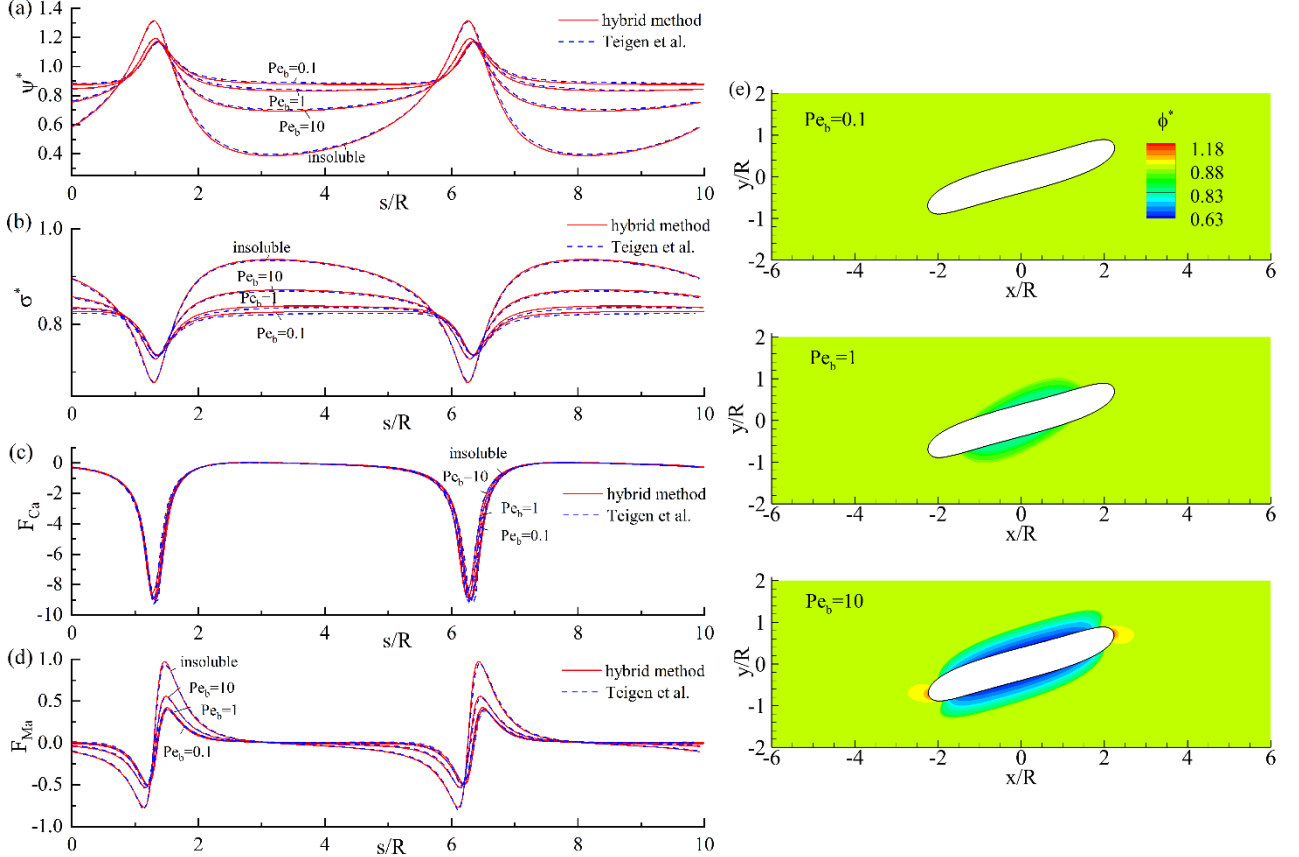 (a)
1.4
1.2
1.0
0.8
0.6
0.4
ψ*
hybrid method
Teigen et al.
Pe_b=0.1
Pe_b=1
Pe_b=10
insoluble
0 2 4 6 8 10
s/R
(b)
1.0
0.8
σ*
hybrid method
Teigen et al.
insoluble
Pe_b=10
Pe_b=1
Pe_b=0.1
0 2 4 6 8 10
s/R
(c)
0
-2
-4
-6
-8
-10
F_Ca
insoluble
Pe_b=10
hybrid method
Pe_b=1
Teigen et al.
Pe_b=0.1
0 2 4 6 8 10
s/R
(d)
1.0
0.5
0.0
-0.5
-1.0
F_Ma
insoluble
hybrid method
Pe_b=10
Teigen et al.
Pe_b=1
Pe_b=0.1
0 2 4 6 8 10
s/R
(e)
2
1
0
-1
-2
y/R
Pe_b=0.1
ϕ*
1.18
0.88
0.83
0.63
-6 -4 -2 0 2 4 6
x/R
2
1
0
-1
-2
y/R
Pe_b=1
-6 -4 -2 0 2 4 6
x/R
2
1
0
-1
-2
y/R
Pe_b=10
-6 -4 -2 0 2 4 6
x/R